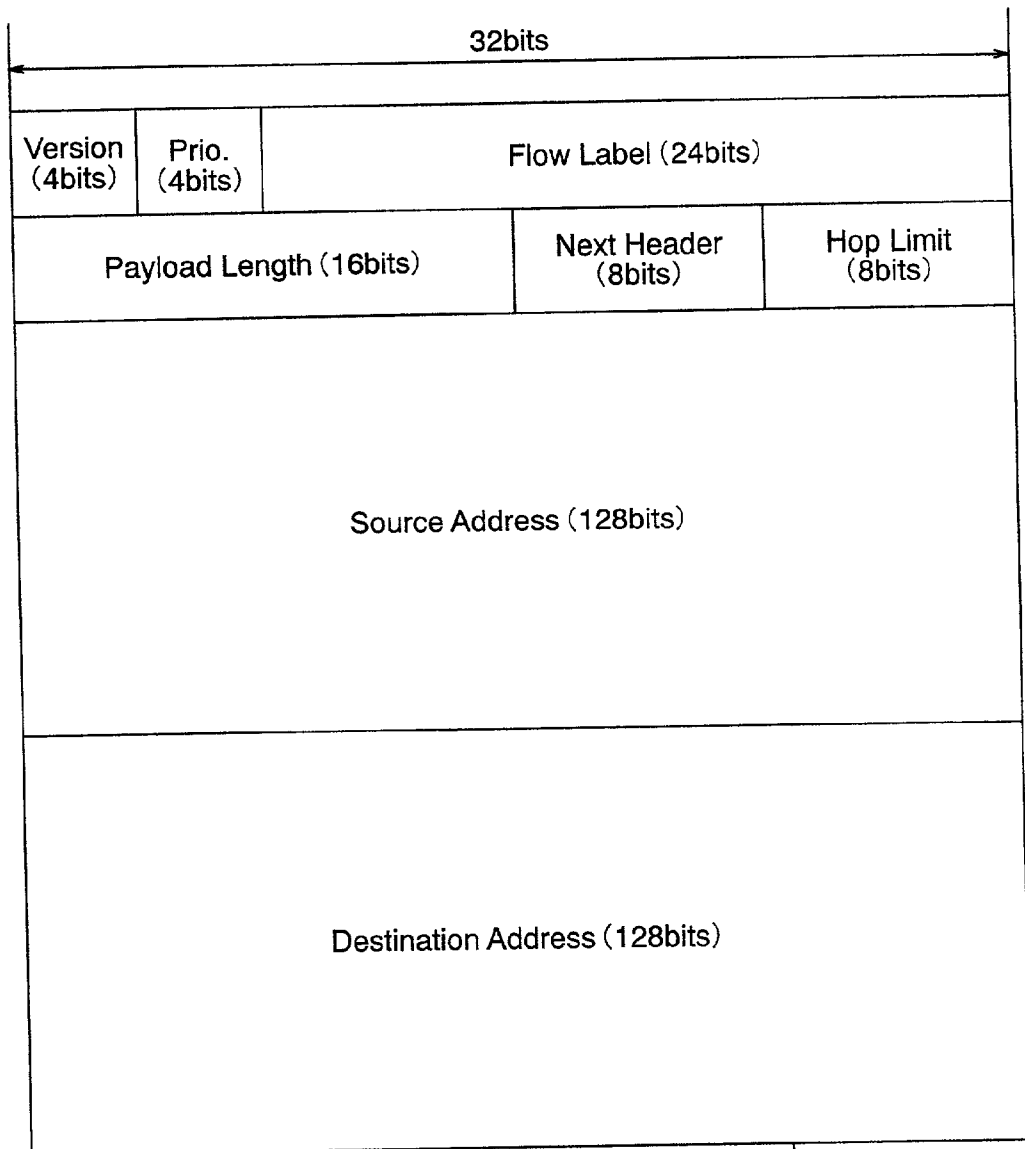 32bits
Version
(4bits)
Prio.
(4bits)
Flow Label (24bits)
Payload Length (16bits)
Next Header
(8bits)
Hop Limit
(8bits)
Source Address (128bits)
Destination Address (128bits)